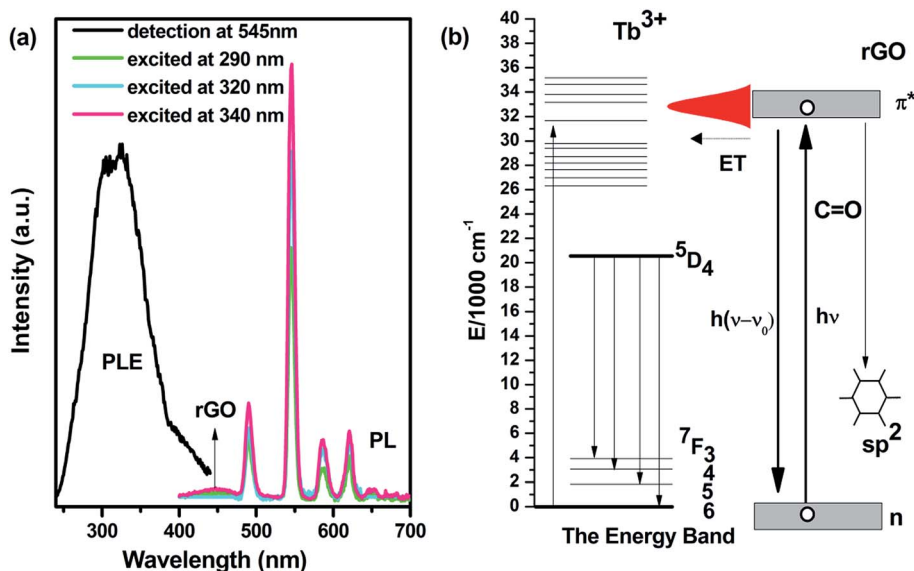 (a)
detection at 545nm
excited at 290 nm
excited at 320 nm
excited at 340 nm
Intensity (a.u.)
PLE
rGO
PL
300 400 500 600 700
Wavelength (nm)
(b)
Tb3+
rGO
E/1000 cm-1
40
38
36
34
32
30
28
26
24
22
20
18
16
14
12
10
8
6
4
2
0
π*
ET
C=O
5D4
h(ν−ν0)
hν
sp2
7F3
4
5
6
n
The Energy Band